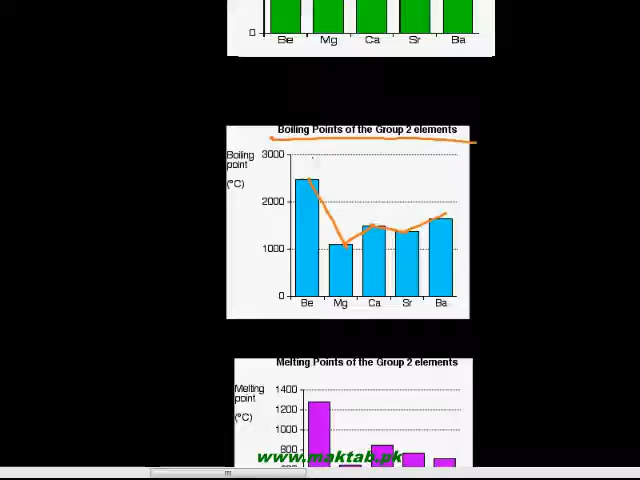 0
Be Mg Ca Sr Ba
Boiling Points of the Group 2 elements
Boiling
point
(°C)
3000
2000
1000
0
Be Mg Ca Sr Ba
Melting Points of the Group 2 elements
Melting
point
(°C)
1400
1200
1000
800
www.maktab.pk